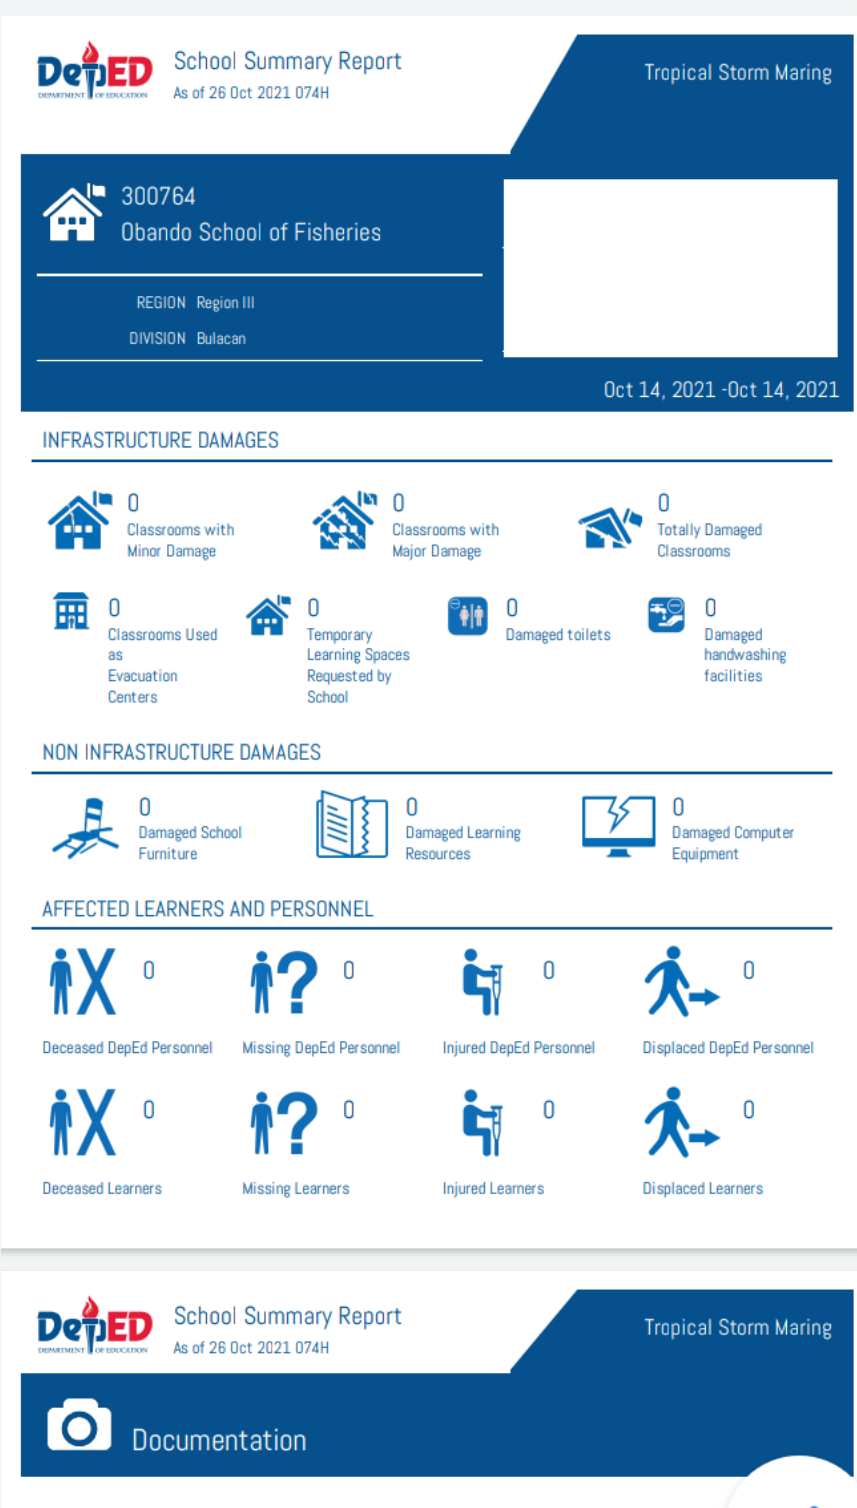 DepED
DEPARTMENT OF EDUCATION
School Summary Report
As of 26 Oct 2021 074H
Tropical Storm Maring
300764
Obando School of Fisheries
REGION Region III
DIVISION Bulacan
Oct 14, 2021 -Oct 14, 2021
INFRASTRUCTURE DAMAGES
0
Classrooms with
Minor Damage
0
Classrooms with
Major Damage
0
Totally Damaged
Classrooms
0
Classrooms Used
as
Evacuation
Centers
0
Temporary
Learning Spaces
Requested by
School
0
Damaged toilets
0
Damaged
handwashing
facilities
NON INFRASTRUCTURE DAMAGES
0
Damaged School
Furniture
0
Damaged Learning
Resources
0
Damaged Computer
Equipment
AFFECTED LEARNERS AND PERSONNEL
0
Deceased DepEd Personnel
0
Missing DepEd Personnel
0
Injured DepEd Personnel
0
Displaced DepEd Personnel
0
Deceased Learners
0
Missing Learners
0
Injured Learners
0
Displaced Learners
DepED
DEPARTMENT OF EDUCATION
School Summary Report
As of 26 Oct 2021 074H
Tropical Storm Maring
Documentation